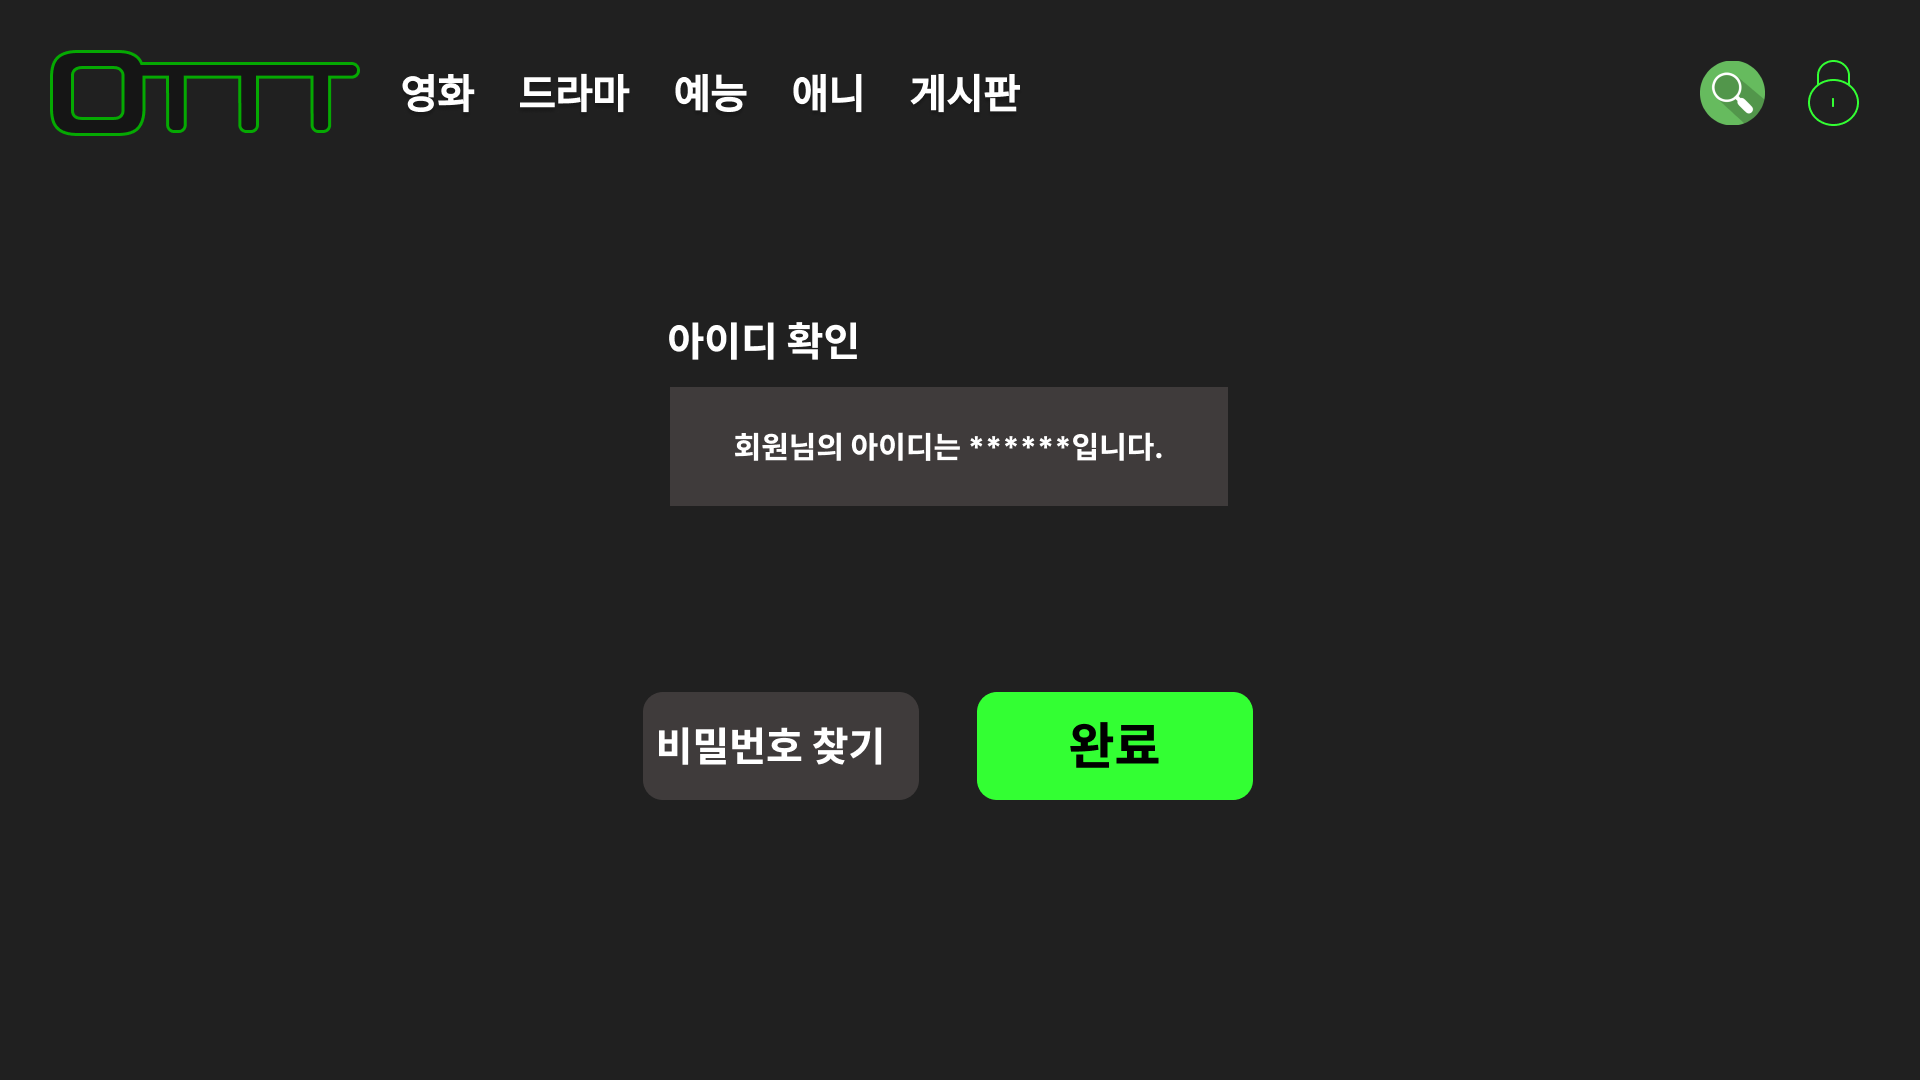 OTTT
영화 드라마 예능 애니 게시판
아이디 확인
회원님의 아이디는 ******입니다.
비밀번호 찾기
완료